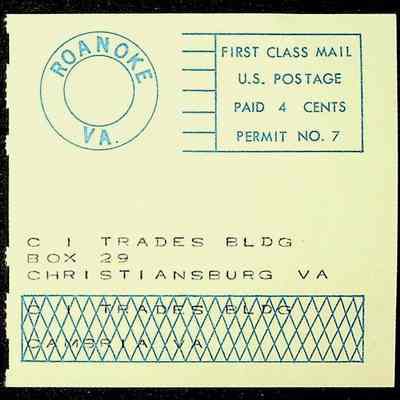 ROANOKE
VA.
FIRST CLASS MAIL
U.S. POSTAGE
PAID 4 CENTS
PERMIT NO. 7
C I TRADES BLDG
BOX 29
CHRISTIANSBURG VA
C I TRADES BLDG
CAMBRIA VA